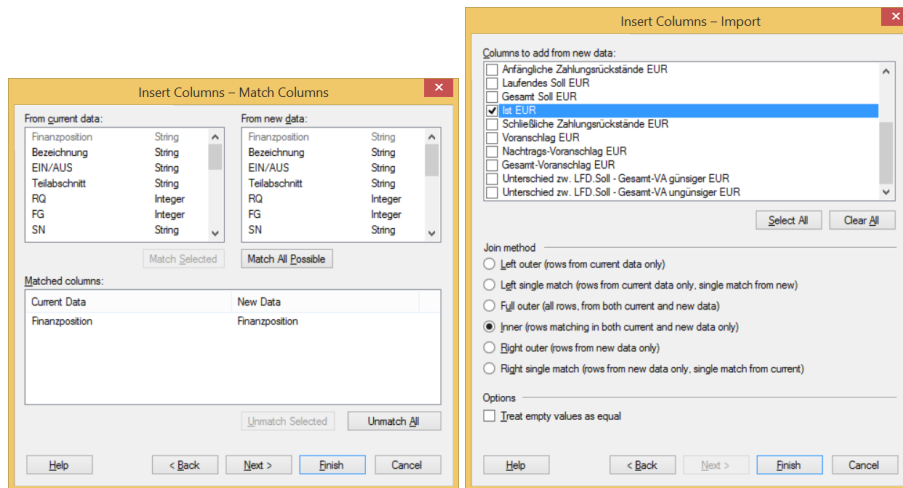 Insert Columns – Match Columns
From current data:
From new data:
Finanzposition String
Bezeichnung String
EIN/AUS String
Teilabschnitt String
RQ Integer
FG Integer
SN String
Finanzposition String
Bezeichnung String
EIN/AUS String
Teilabschnitt String
RQ Integer
FG Integer
SN String
Match Selected
Match All Possible
Matched columns:
Current Data New Data
Finanzposition Finanzposition
Unmatch Selected
Unmatch All
Help
< Back
Next >
Finish
Cancel
Insert Columns – Import
Columns to add from new data:
Anfängliche Zahlungsrückstände EUR
Laufendes Soll EUR
Gesamt Soll EUR
Ist EUR
Schließliche Zahlungsrückstände EUR
Voranschlag EUR
Nachtrags-Voranschlag EUR
Gesamt-Voranschlag EUR
Unterschied zw. LFD.Soll - Gesamt-VA günsiger EUR
Unterschied zw. LFD.Soll - Gesamt-VA ungünsiger EUR
Select All
Clear All
Join method
Left outer (rows from current data only)
Left single match (rows from current data only, single match from new)
Full outer (all rows, from both current and new data)
Inner (rows matching in both current and new data only)
Right outer (rows from new data only)
Right single match (rows from new data only, single match from current)
Options
Treat empty values as equal
Help
< Back
Next >
Finish
Cancel